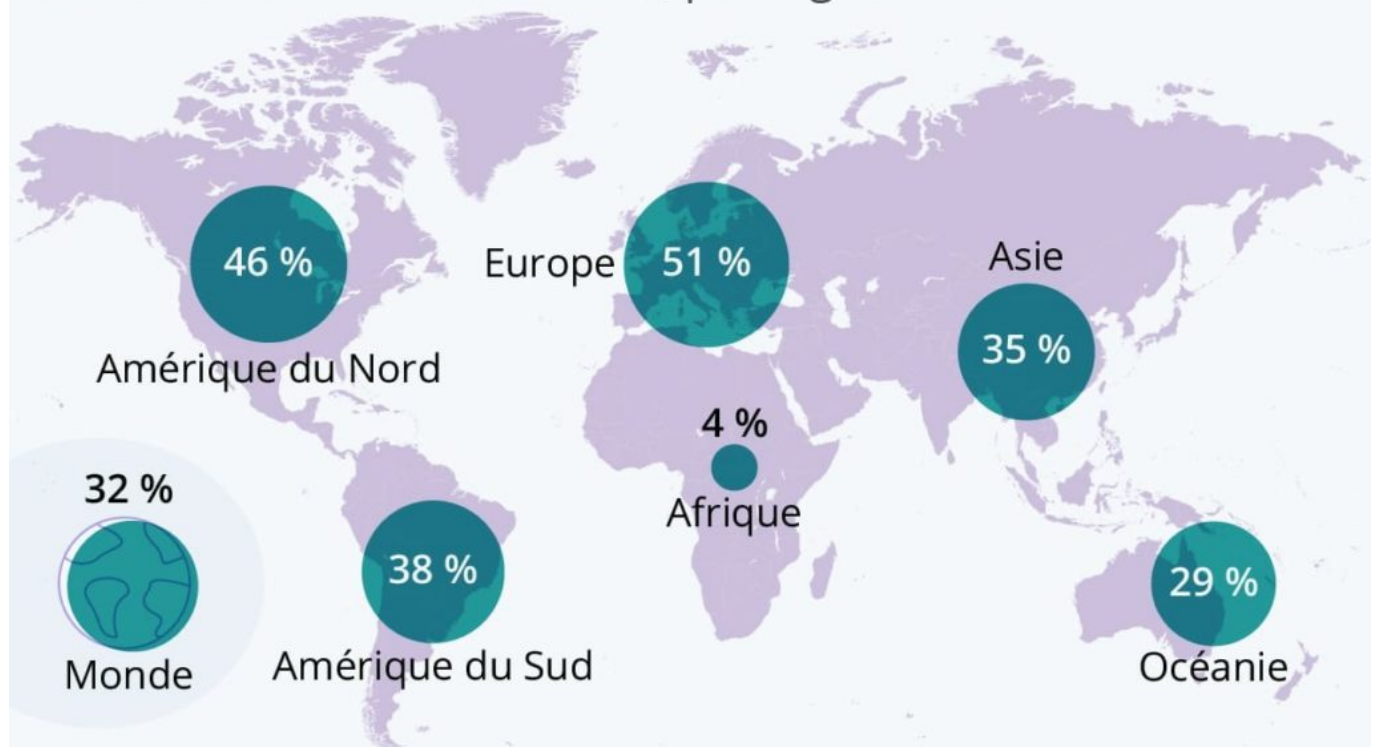 46 %
Amérique du Nord
Europe
51 %
Asie
35 %
4 %
Afrique
32 %
Monde
38 %
Amérique du Sud
29 %
Océanie